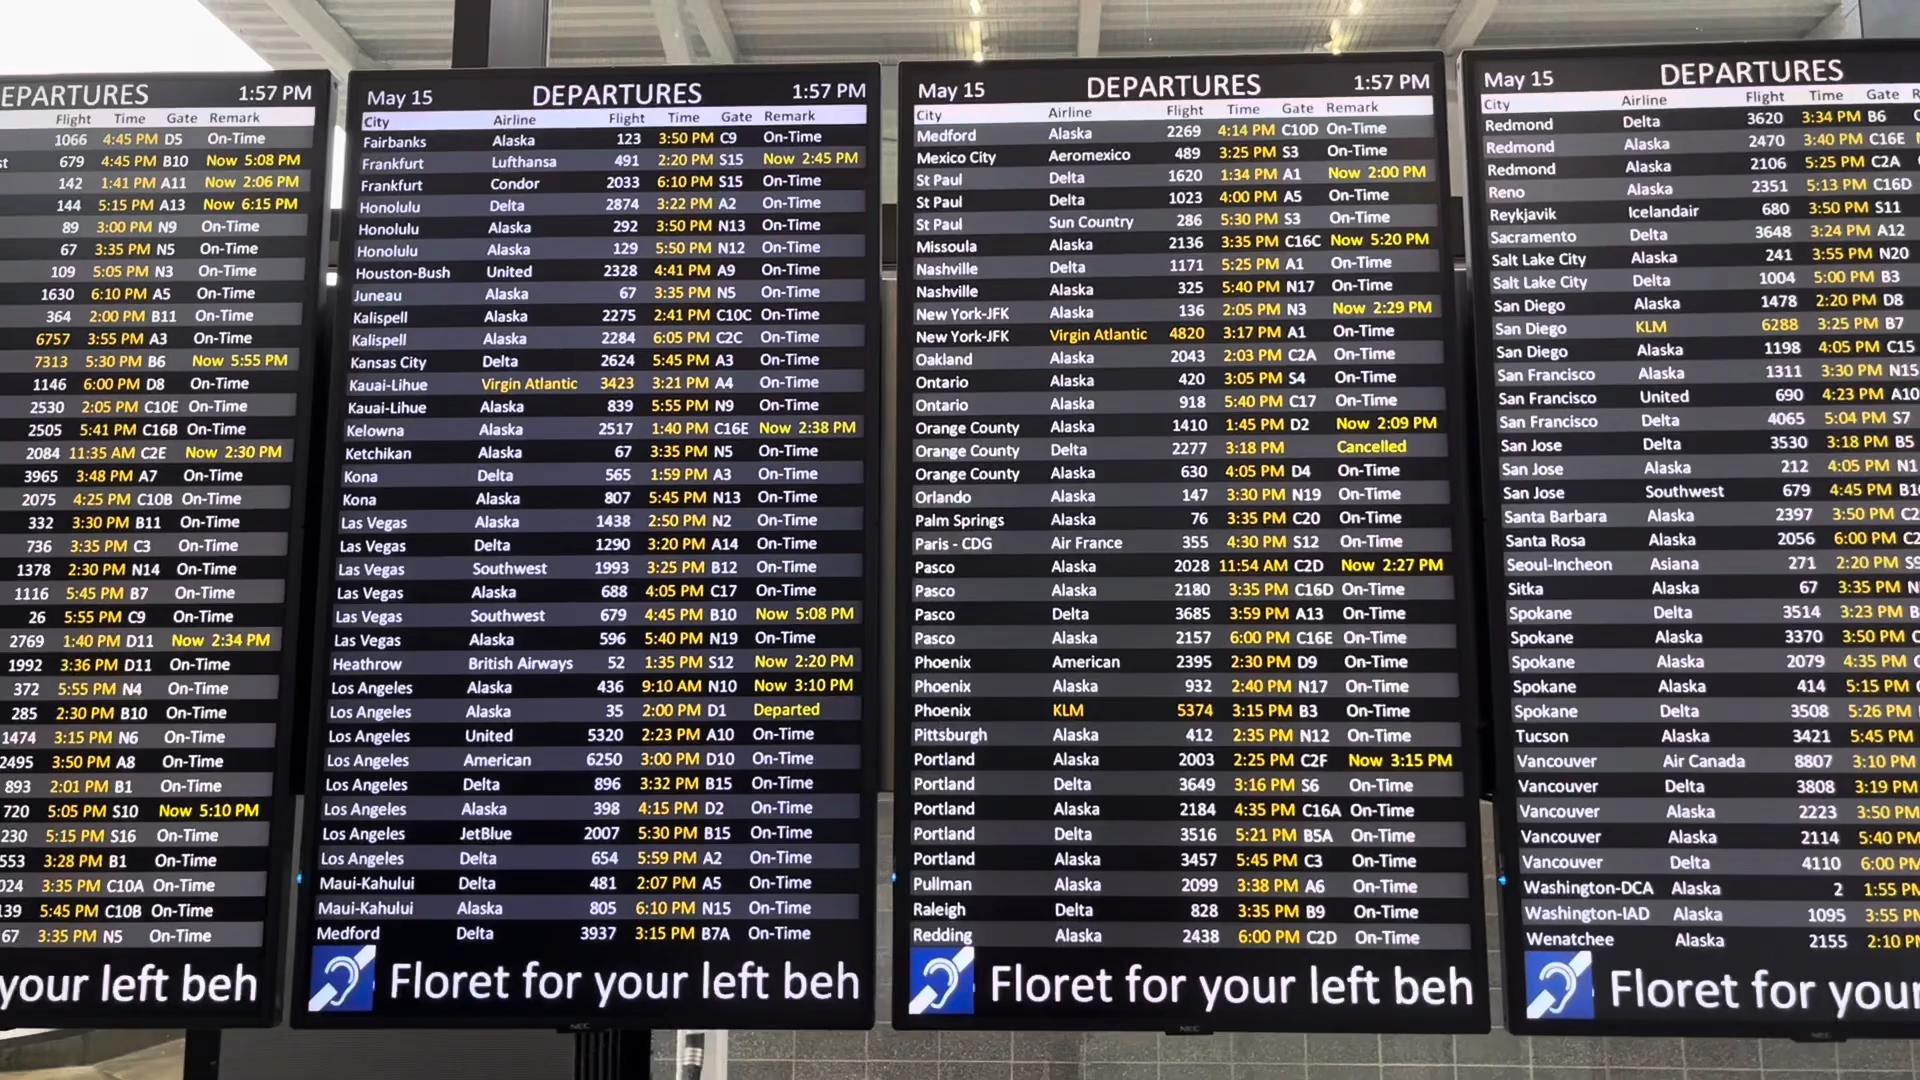 EPARTURES 1:57 PM
Flight Time Gate Remark
1066 4:45 PM D5 On-Time
st 679 4:45 PM B10 Now 5:08 PM
142 1:41 PM A11 Now 2:06 PM
144 5:15 PM A13 Now 6:15 PM
89 3:00 PM N9 On-Time
67 3:35 PM N5 On-Time
109 5:05 PM N3 On-Time
1630 6:10 PM A5 On-Time
364 2:00 PM B11 On-Time
6757 3:55 PM A3 On-Time
7313 5:30 PM B6 Now 5:55 PM
1146 6:00 PM D8 On-Time
2530 2:05 PM C10E On-Time
2505 5:41 PM C16B On-Time
2084 11:35 AM C2E Now 2:30 PM
3965 3:48 PM A7 On-Time
2075 4:25 PM C10B On-Time
332 3:30 PM B11 On-Time
736 3:35 PM C3 On-Time
1378 2:30 PM N14 On-Time
1116 5:45 PM B7 On-Time
26 5:55 PM C9 On-Time
2769 1:40 PM D11 Now 2:34 PM
1992 3:36 PM D11 On-Time
372 5:55 PM N4 On-Time
285 2:30 PM B10 On-Time
1474 3:15 PM N6 On-Time
2495 3:50 PM A8 On-Time
893 2:01 PM B1 On-Time
720 5:05 PM S10 Now 5:10 PM
230 5:15 PM S16 On-Time
553 3:28 PM B1 On-Time
024 3:35 PM C10A On-Time
139 5:45 PM C10B On-Time
67 3:35 PM N5 On-Time
your left beh
May 15 DEPARTURES 1:57 PM
City Airline Flight Time Gate Remark
Fairbanks Alaska 123 3:50 PM C9 On-Time
Frankfurt Lufthansa 491 2:20 PM S15 Now 2:45 PM
Frankfurt Condor 2033 6:10 PM S15 On-Time
Honolulu Delta 2874 3:22 PM A2 On-Time
Honolulu Alaska 292 3:50 PM N13 On-Time
Honolulu Alaska 129 5:50 PM N12 On-Time
Houston-Bush United 2328 4:41 PM A9 On-Time
Juneau Alaska 67 3:35 PM N5 On-Time
Kalispell Alaska 2275 2:41 PM C10C On-Time
Kalispell Alaska 2284 6:05 PM C2C On-Time
Kansas City Delta 2624 5:45 PM A3 On-Time
Kauai-Lihue Virgin Atlantic 3423 3:21 PM A4 On-Time
Kauai-Lihue Alaska 839 5:55 PM N9 On-Time
Kelowna Alaska 2517 1:40 PM C16E Now 2:38 PM
Ketchikan Alaska 67 3:35 PM N5 On-Time
Kona Delta 565 1:59 PM A3 On-Time
Kona Alaska 807 5:45 PM N13 On-Time
Las Vegas Alaska 1438 2:50 PM N2 On-Time
Las Vegas Delta 1290 3:20 PM A14 On-Time
Las Vegas Southwest 1993 3:25 PM B12 On-Time
Las Vegas Alaska 688 4:05 PM C17 On-Time
Las Vegas Southwest 679 4:45 PM B10 Now 5:08 PM
Las Vegas Alaska 596 5:40 PM N19 On-Time
Heathrow British Airways 52 1:35 PM S12 Now 2:20 PM
Los Angeles Alaska 436 9:10 AM N10 Now 3:10 PM
Los Angeles Alaska 35 2:00 PM D1 Departed
Los Angeles United 5320 2:23 PM A10 On-Time
Los Angeles American 6250 3:00 PM D10 On-Time
Los Angeles Delta 896 3:32 PM B15 On-Time
Los Angeles Alaska 398 4:15 PM D2 On-Time
Los Angeles JetBlue 2007 5:30 PM B15 On-Time
Los Angeles Delta 654 5:59 PM A2 On-Time
Maui-Kahului Delta 481 2:07 PM A5 On-Time
Maui-Kahului Alaska 805 6:10 PM N15 On-Time
Medford Delta 3937 3:15 PM B7A On-Time
Floret for your left beh
NEC
May 15 DEPARTURES 1:57 PM
City Airline Flight Time Gate Remark
Medford Alaska 2269 4:14 PM C10D On-Time
Mexico City Aeromexico 489 3:25 PM S3 On-Time
St Paul Delta 1620 1:34 PM A1 Now 2:00 PM
St Paul Delta 1023 4:00 PM A5 On-Time
St Paul Sun Country 286 5:30 PM S3 On-Time
Missoula Alaska 2136 3:35 PM C16C Now 5:20 PM
Nashville Delta 1171 5:25 PM A1 On-Time
Nashville Alaska 325 5:40 PM N17 On-Time
New York-JFK Alaska 136 2:05 PM N3 Now 2:29 PM
New York-JFK Virgin Atlantic 4820 3:17 PM A1 On-Time
Oakland Alaska 2043 2:03 PM C2A On-Time
Ontario Alaska 420 3:05 PM S4 On-Time
Ontario Alaska 918 5:40 PM C17 On-Time
Orange County Alaska 1410 1:45 PM D2 Now 2:09 PM
Orange County Delta 2277 3:18 PM Cancelled
Orange County Alaska 630 4:05 PM D4 On-Time
Orlando Alaska 147 3:30 PM N19 On-Time
Palm Springs Alaska 76 3:35 PM C20 On-Time
Paris - CDG Air France 355 4:30 PM S12 On-Time
Pasco Alaska 2028 11:54 AM C2D Now 2:27 PM
Pasco Alaska 2180 3:35 PM C16D On-Time
Pasco Delta 3685 3:59 PM A13 On-Time
Pasco Alaska 2157 6:00 PM C16E On-Time
Phoenix American 2395 2:30 PM D9 On-Time
Phoenix Alaska 932 2:40 PM N17 On-Time
Phoenix KLM 5374 3:15 PM B3 On-Time
Pittsburgh Alaska 412 2:35 PM N12 On-Time
Portland Alaska 2003 2:25 PM C2F Now 3:15 PM
Portland Delta 3649 3:16 PM S6 On-Time
Portland Alaska 2184 4:35 PM C16A On-Time
Portland Delta 3516 5:21 PM B5A On-Time
Portland Alaska 3457 5:45 PM C3 On-Time
Pullman Alaska 2099 3:38 PM A6 On-Time
Raleigh Delta 828 3:35 PM B9 On-Time
Redding Alaska 2438 6:00 PM C2D On-Time
Floret for your left beh
NEC
May 15 DEPARTURES
City Airline Flight Time Gate R
Redmond Delta 3620 3:34 PM B6
Redmond Alaska 2470 3:40 PM C16E
Redmond Alaska 2106 5:25 PM C2A
Reno Alaska 2351 5:13 PM C16D
Reykjavik Icelandair 680 3:50 PM S11
Sacramento Delta 3648 3:24 PM A12
Salt Lake City Alaska 241 3:55 PM N20
Salt Lake City Delta 1004 5:00 PM B3
San Diego Alaska 1478 2:20 PM D8
San Diego KLM 6288 3:25 PM B7
San Diego Alaska 1198 4:05 PM C15
San Francisco Alaska 1311 3:30 PM N15
San Francisco United 690 4:23 PM A10
San Francisco Delta 4065 5:04 PM S7
San Jose Delta 3530 3:18 PM B5
San Jose Alaska 212 4:05 PM N1
San Jose Southwest 679 4:45 PM B10
Santa Barbara Alaska 2397 3:50 PM C2
Santa Rosa Alaska 2056 6:00 PM C2
Seoul-Incheon Asiana 271 2:20 PM S9
Sitka Alaska 67 3:35 PM N
Spokane Delta 3514 3:23 PM B
Spokane Alaska 3370 3:50 PM C
Spokane Alaska 2079 4:35 PM
Spokane Alaska 414 5:15 PM
Spokane Delta 3508 5:26 PM
Tucson Alaska 3421 5:45 PM
Vancouver Air Canada 8807 3:10 PM
Vancouver Delta 3808 3:19 PM
Vancouver Alaska 2223 3:50 PM
Vancouver Alaska 2114 5:40 PM
Vancouver Delta 4110 6:00 PM
Washington-DCA Alaska 2 1:55 PM
Washington-IAD Alaska 1095 3:55 PM
Wenatchee Alaska 2155 2:10 PM
Floret for your